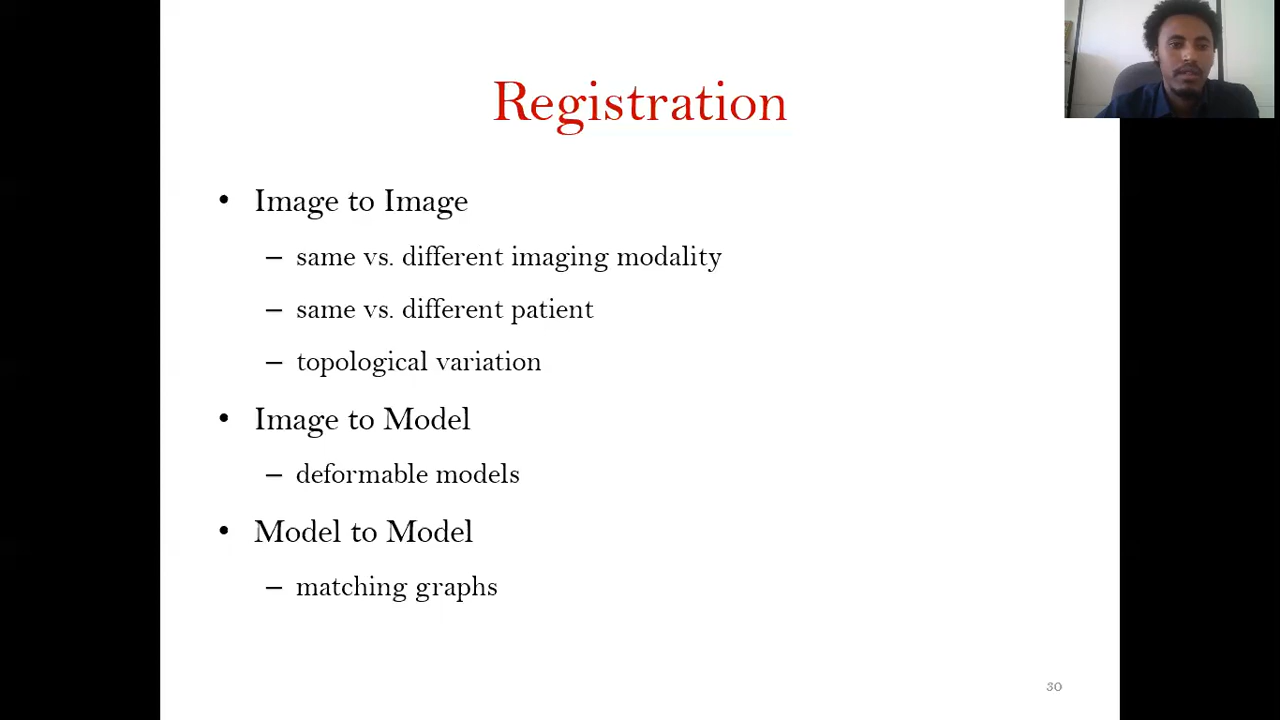 Registration
• Image to Image
– same vs. different imaging modality
– same vs. different patient
– topological variation
• Image to Model
– deformable models
• Model to Model
– matching graphs
30